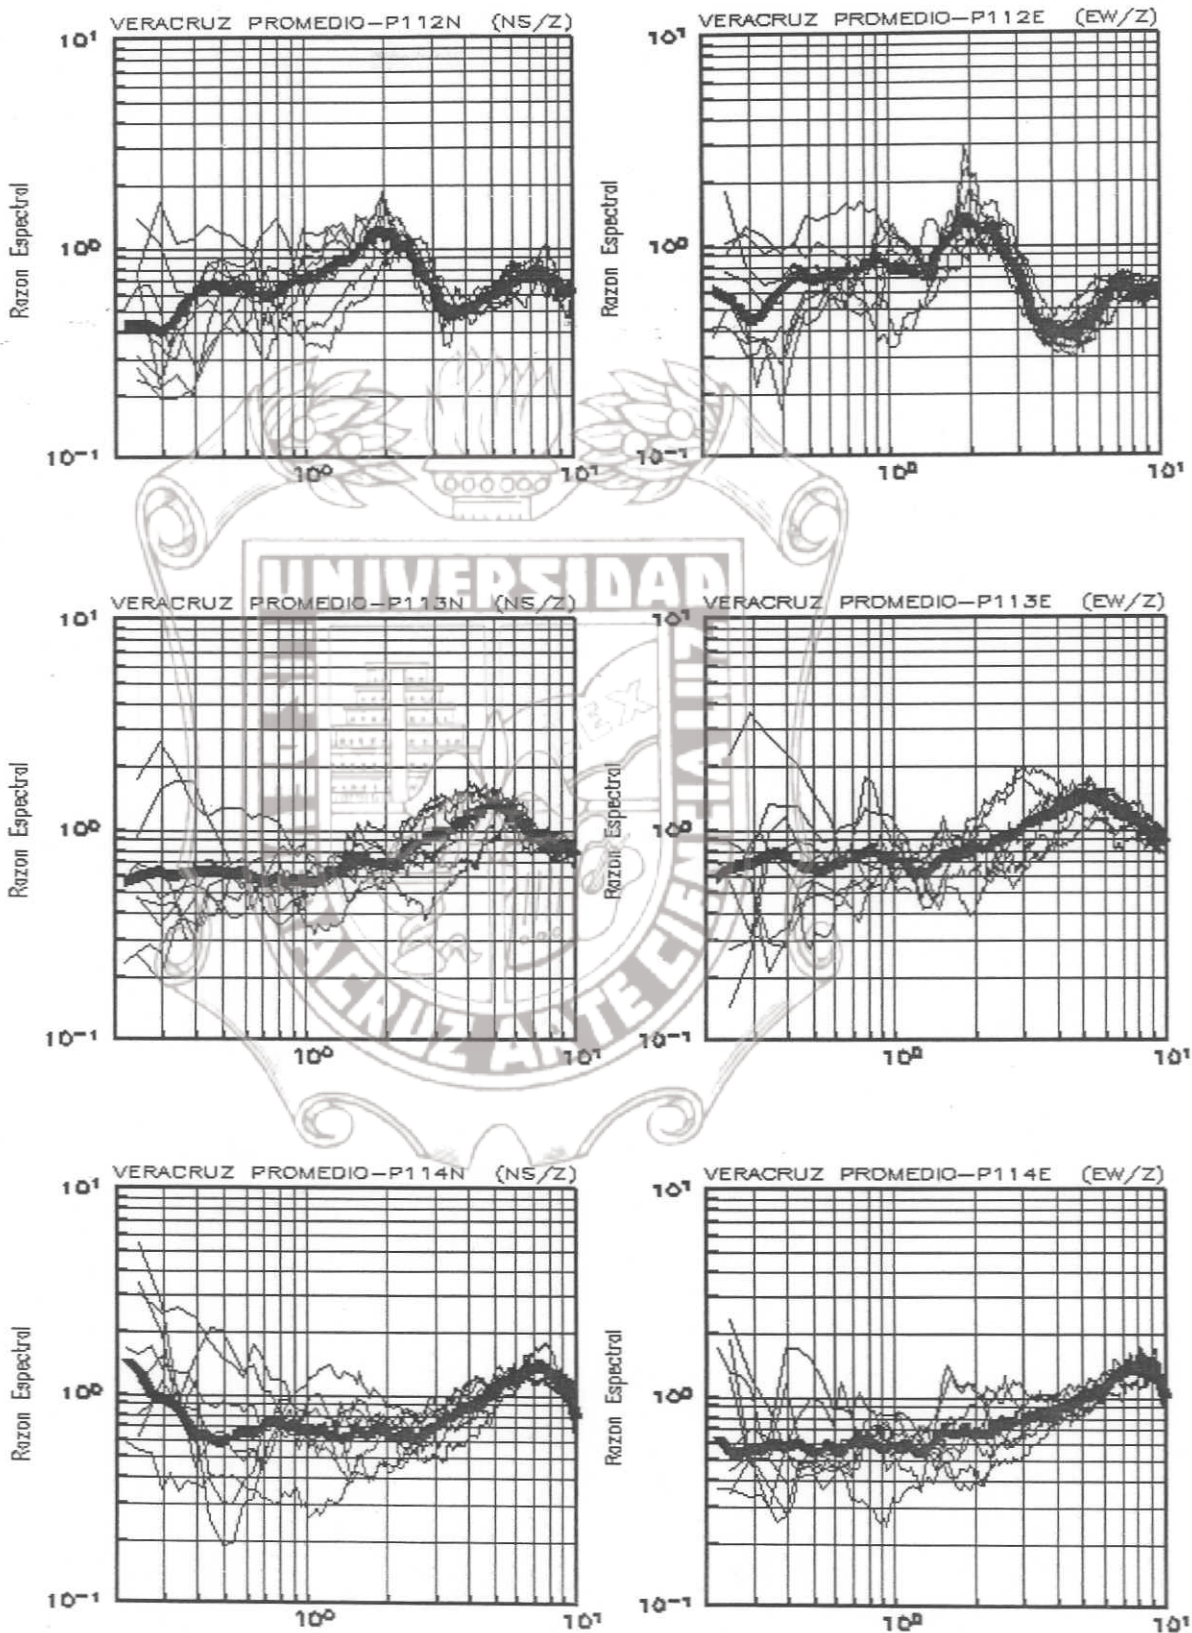 VERACRUZ PROMEDIO-P112N (NS/Z)
VERACRUZ PROMEDIO-P112E (EW/Z)
10¹
10¹
Razon Espectral
Razon Espectral
10⁰
10⁰
10⁻¹
10⁻¹
10⁰
10¹
10⁰
10¹
UNIVERSIDAD
VERACRUZ PROMEDIO-P113N (NS/Z)
VERACRUZ PROMEDIO-P113E (EW/Z)
10¹
10¹
Razon Espectral
Razon Espectral
10⁰
10⁰
10⁻¹
10⁻¹
10⁰
10¹
10⁰
10¹
ARTE
VERACRUZ PROMEDIO-P114N (NS/Z)
VERACRUZ PROMEDIO-P114E (EW/Z)
10¹
10¹
Razon Espectral
Razon Espectral
10⁰
10⁰
10⁻¹
10⁻¹
10⁰
10¹
10⁰
10¹